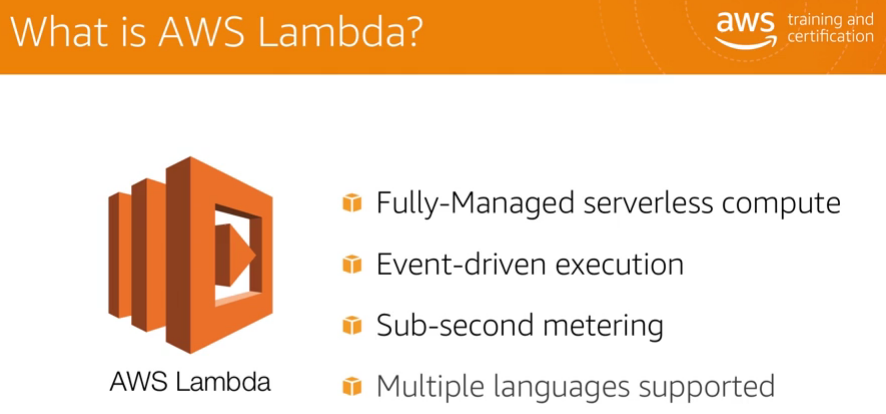 What is AWS Lambda?
aws training and
certification
Fully-Managed serverless compute
Event-driven execution
Sub-second metering
Multiple languages supported
AWS Lambda